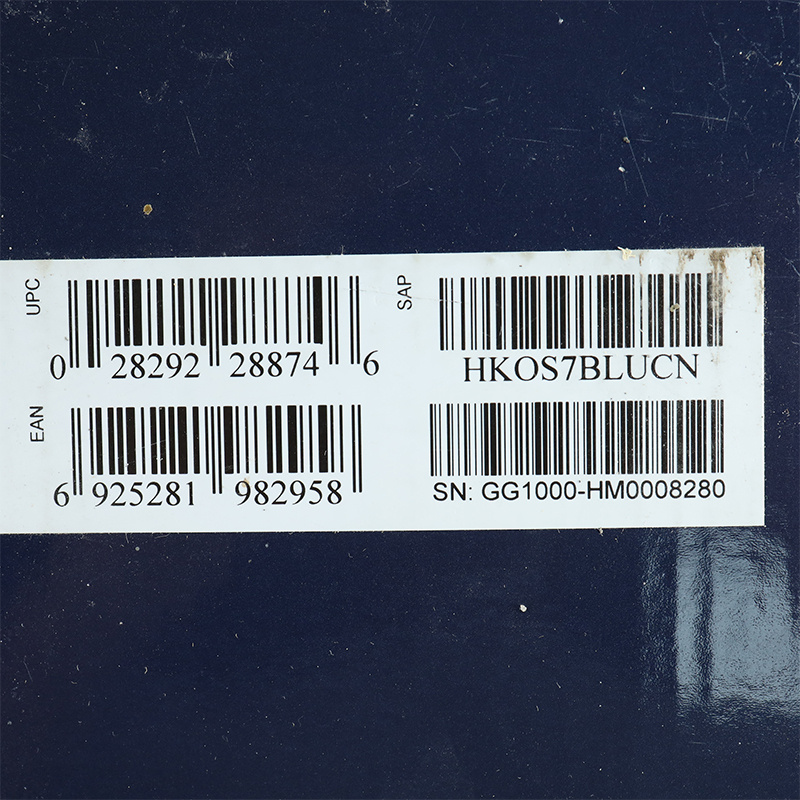 UPC
0 28292 28874 6
SAP
HKOS7BLUCN
EAN
6 925281 982958
SN: GG1000-HM0008280